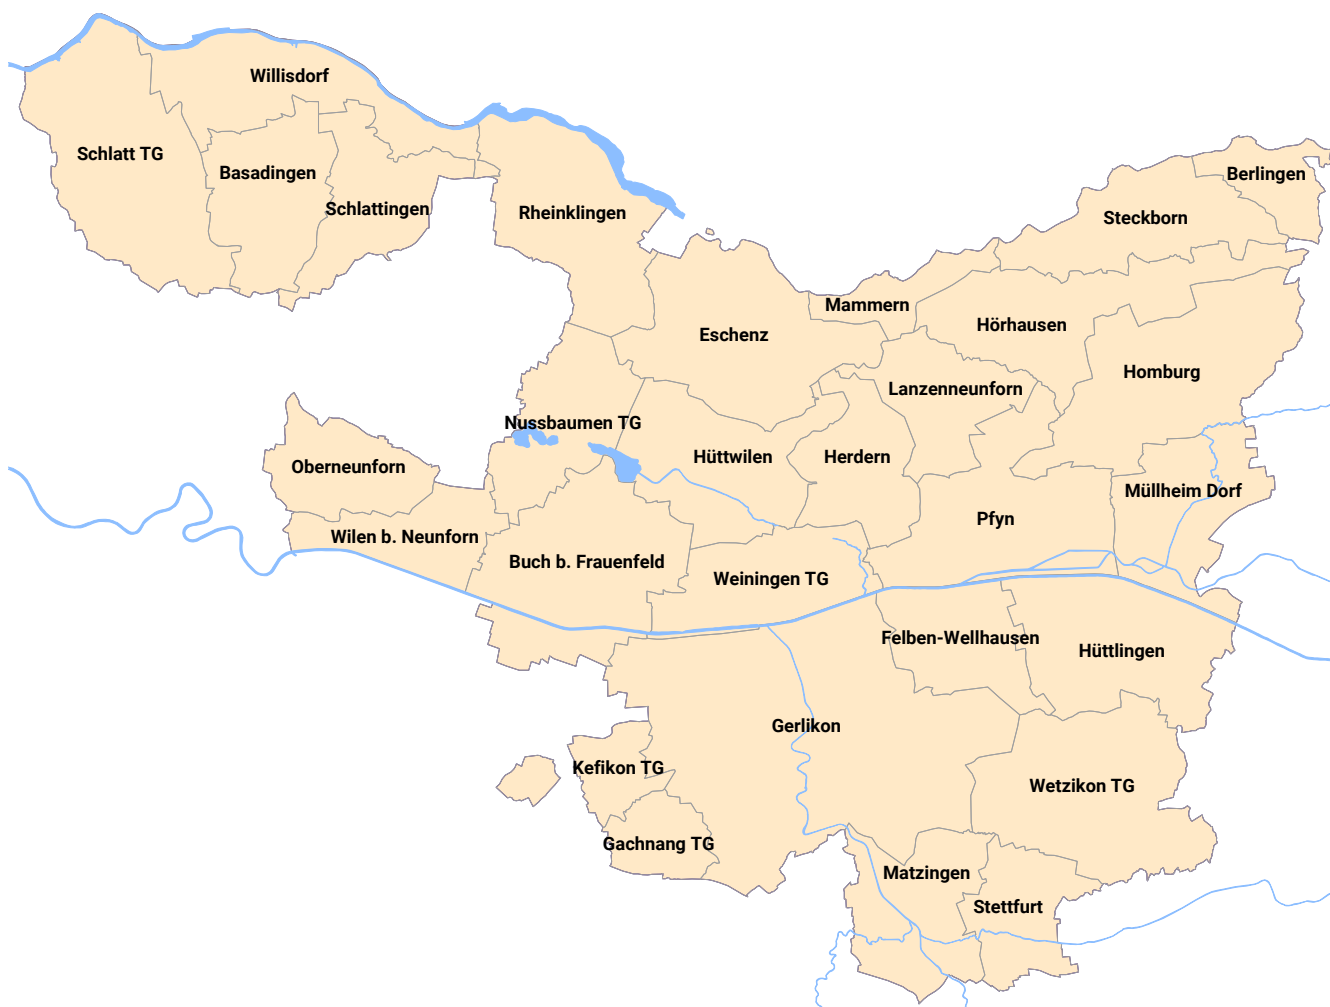 Willisdorf
Schlatt TG
Basadingen
Berlingen
Schlattingen
Rheinklingen
Steckborn
Mammern
Hörhausen
Eschenz
Homburg
Lanzenneunforn
Nussbaumen TG
Hüttwilen
Herdern
Oberneunforn
Müllheim Dorf
Pfyn
Wilen b. Neunforn
Buch b. Frauenfeld
Weiningen TG
Felben-Wellhausen
Hüttlingen
Gerlikon
Kefikon TG
Wetzikon TG
Gachnang TG
Matzingen
Stettfurt